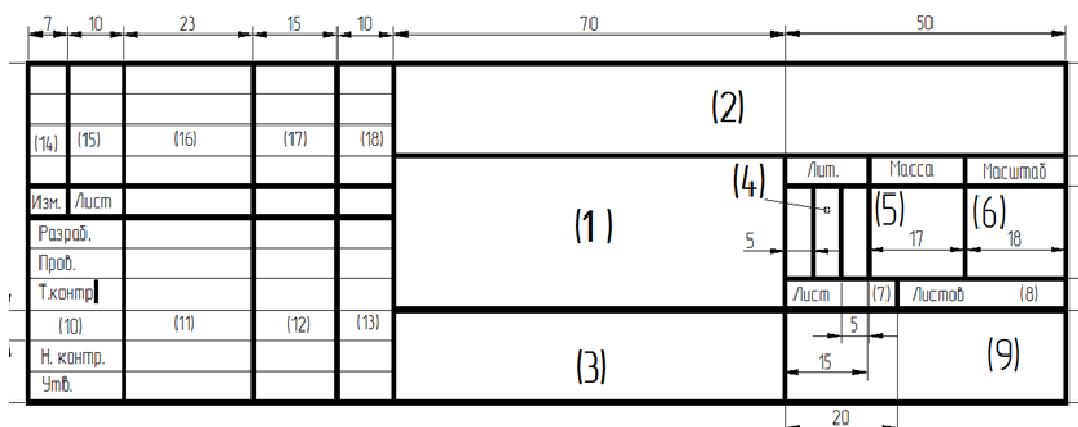 7 10 23 15 10 70 50
(2)
(14) (15) (16) (17) (18)
Лит. Масса Масштаб
(4)
(5) (6)
Изм. Лист
(1)
5 17 18
Разраб.
Пров.
Т.контр
Лист (7) Листов (8)
(10) (11) (12) (13)
5
Н. контр.
(3) 15 (9)
Утв.
20